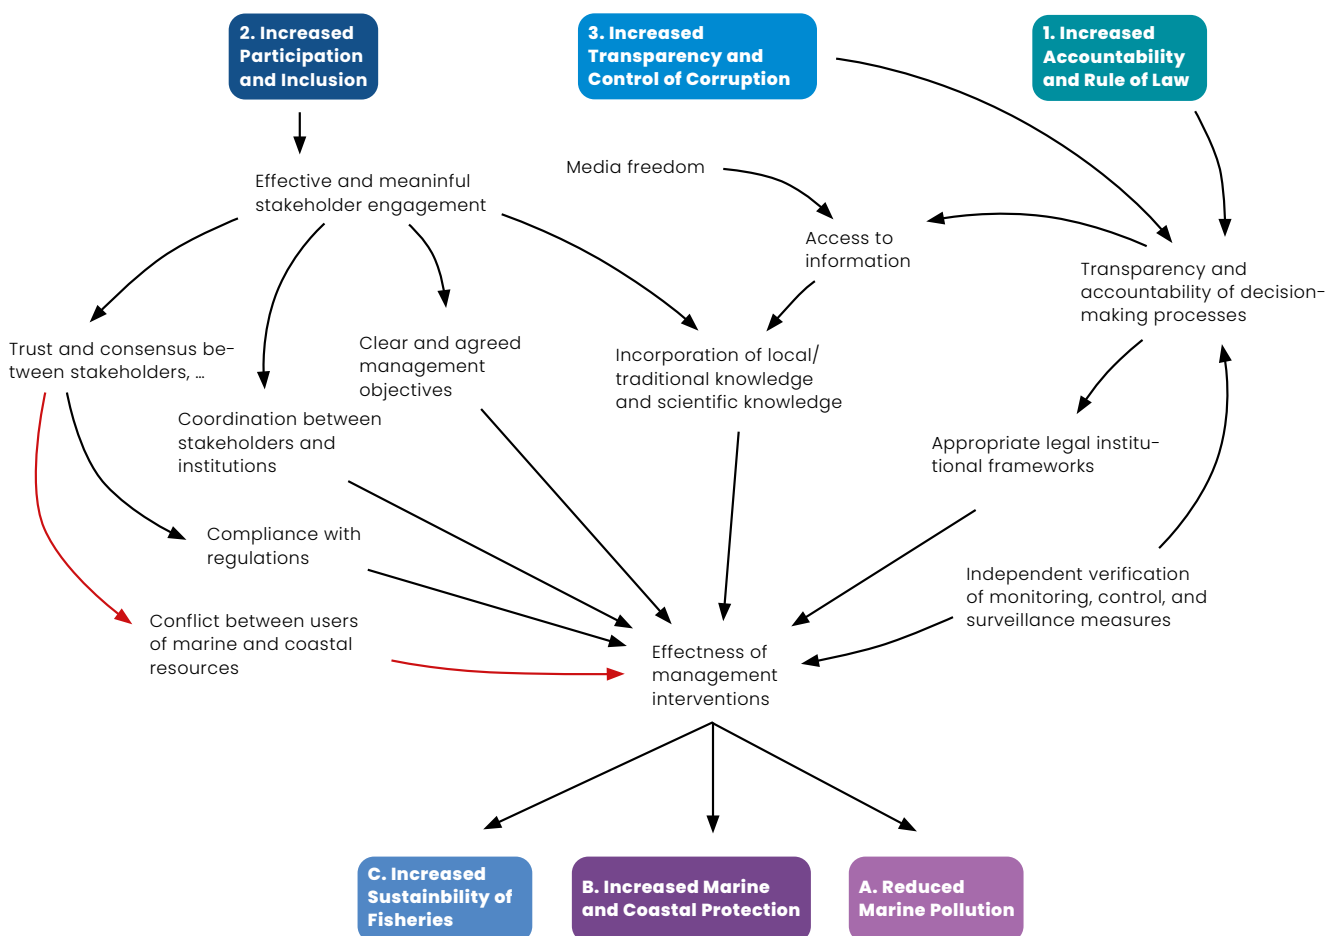 2. Increased
Participation
and Inclusion
3. Increased
Transparency and
Control of Corruption
1. Increased
Accountability
and Rule of Law
Media freedom
Effective and meaninful
stakeholder engagement
Access to
information
Transparency and
accountability of decision-
making processes
Trust and consensus be-
tween stakeholders, ...
Clear and agreed
management
objectives
Incorporation of local/
traditional knowledge
and scientific knowledge
Coordination between
stakeholders and
institutions
Appropriate legal institu-
tional frameworks
Compliance with
regulations
Independent verification
of monitoring, control, and
surveillance measures
Conflict between users
of marine and coastal
resources
Effectness of
management
interventions
C. Increased
Sustainbility of
Fisheries
B. Increased Marine
and Coastal Protection
A. Reduced
Marine Pollution